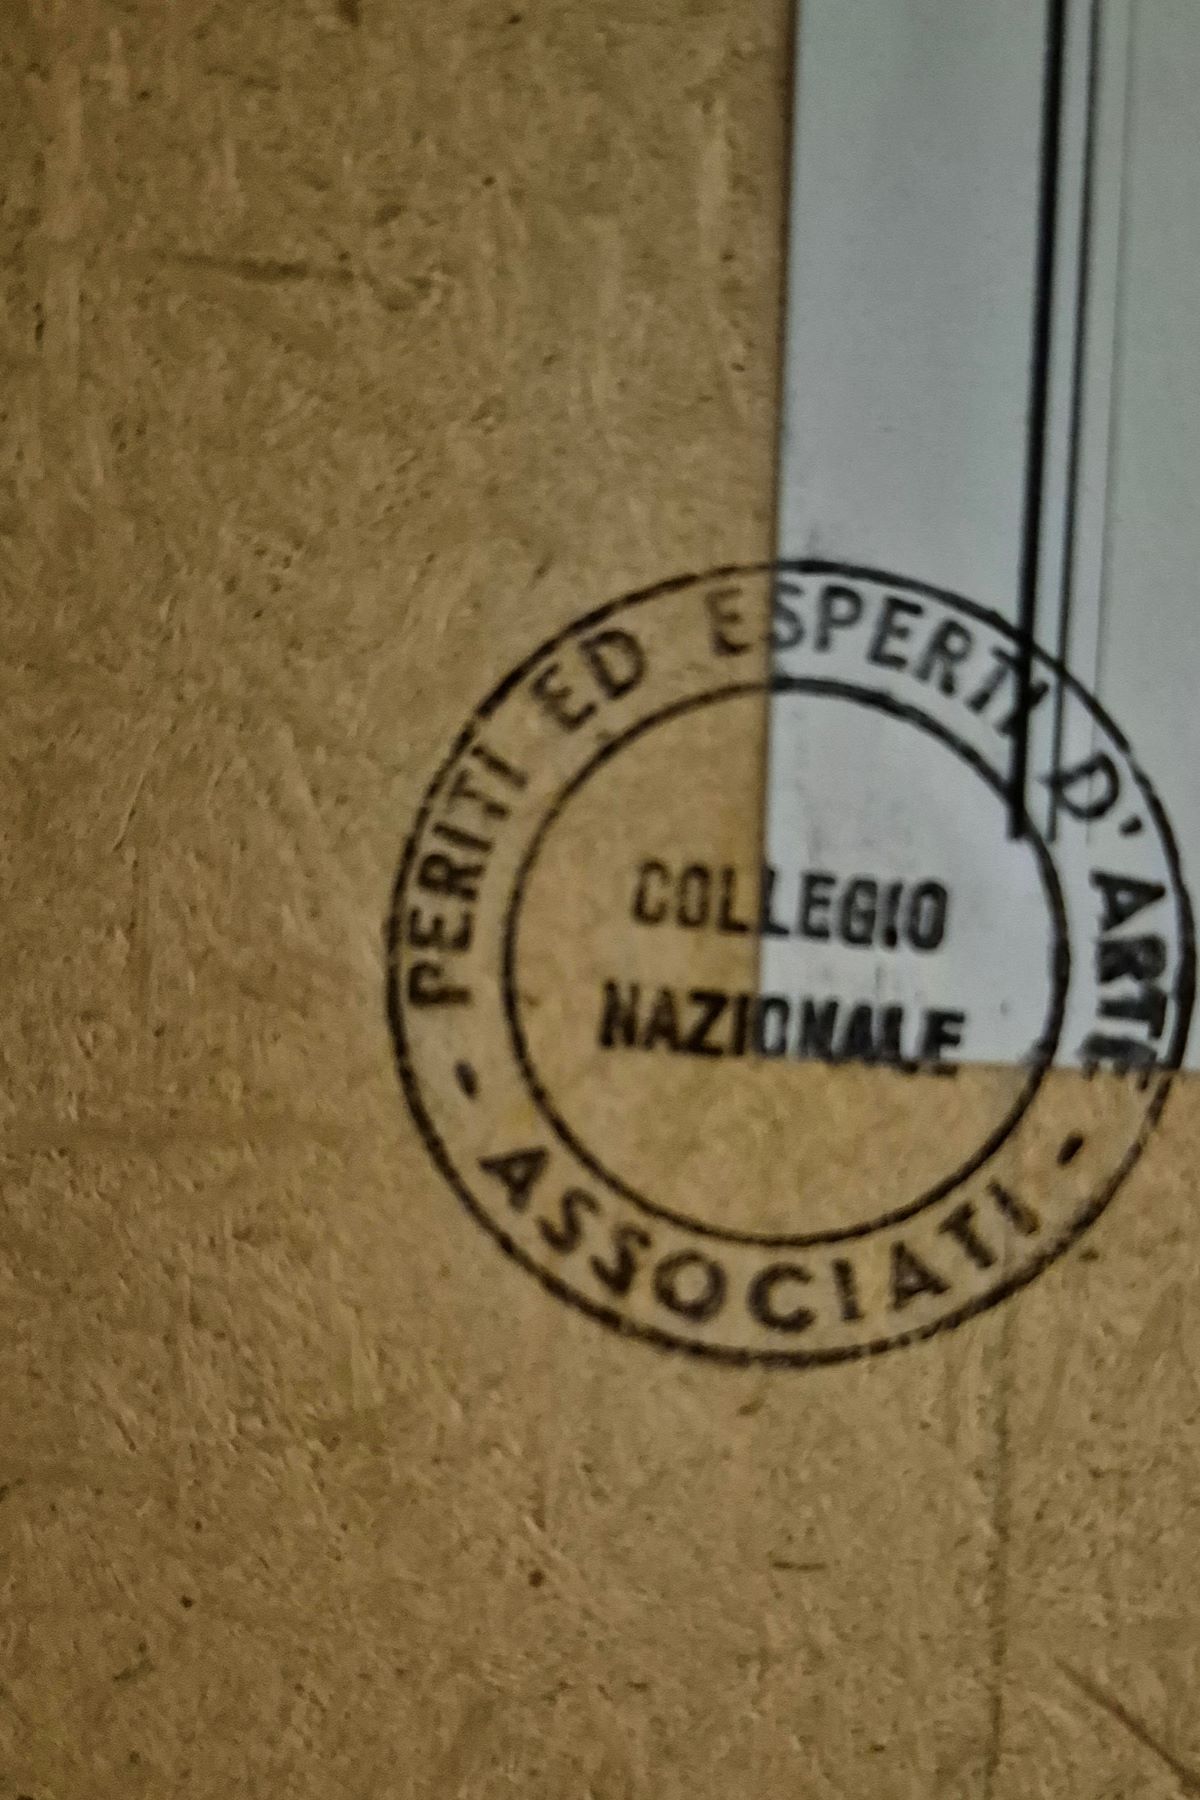 PERITI ED ESPERTI D'ARTE
COLLEGIO
NAZIONALE
- ASSOCIATI -